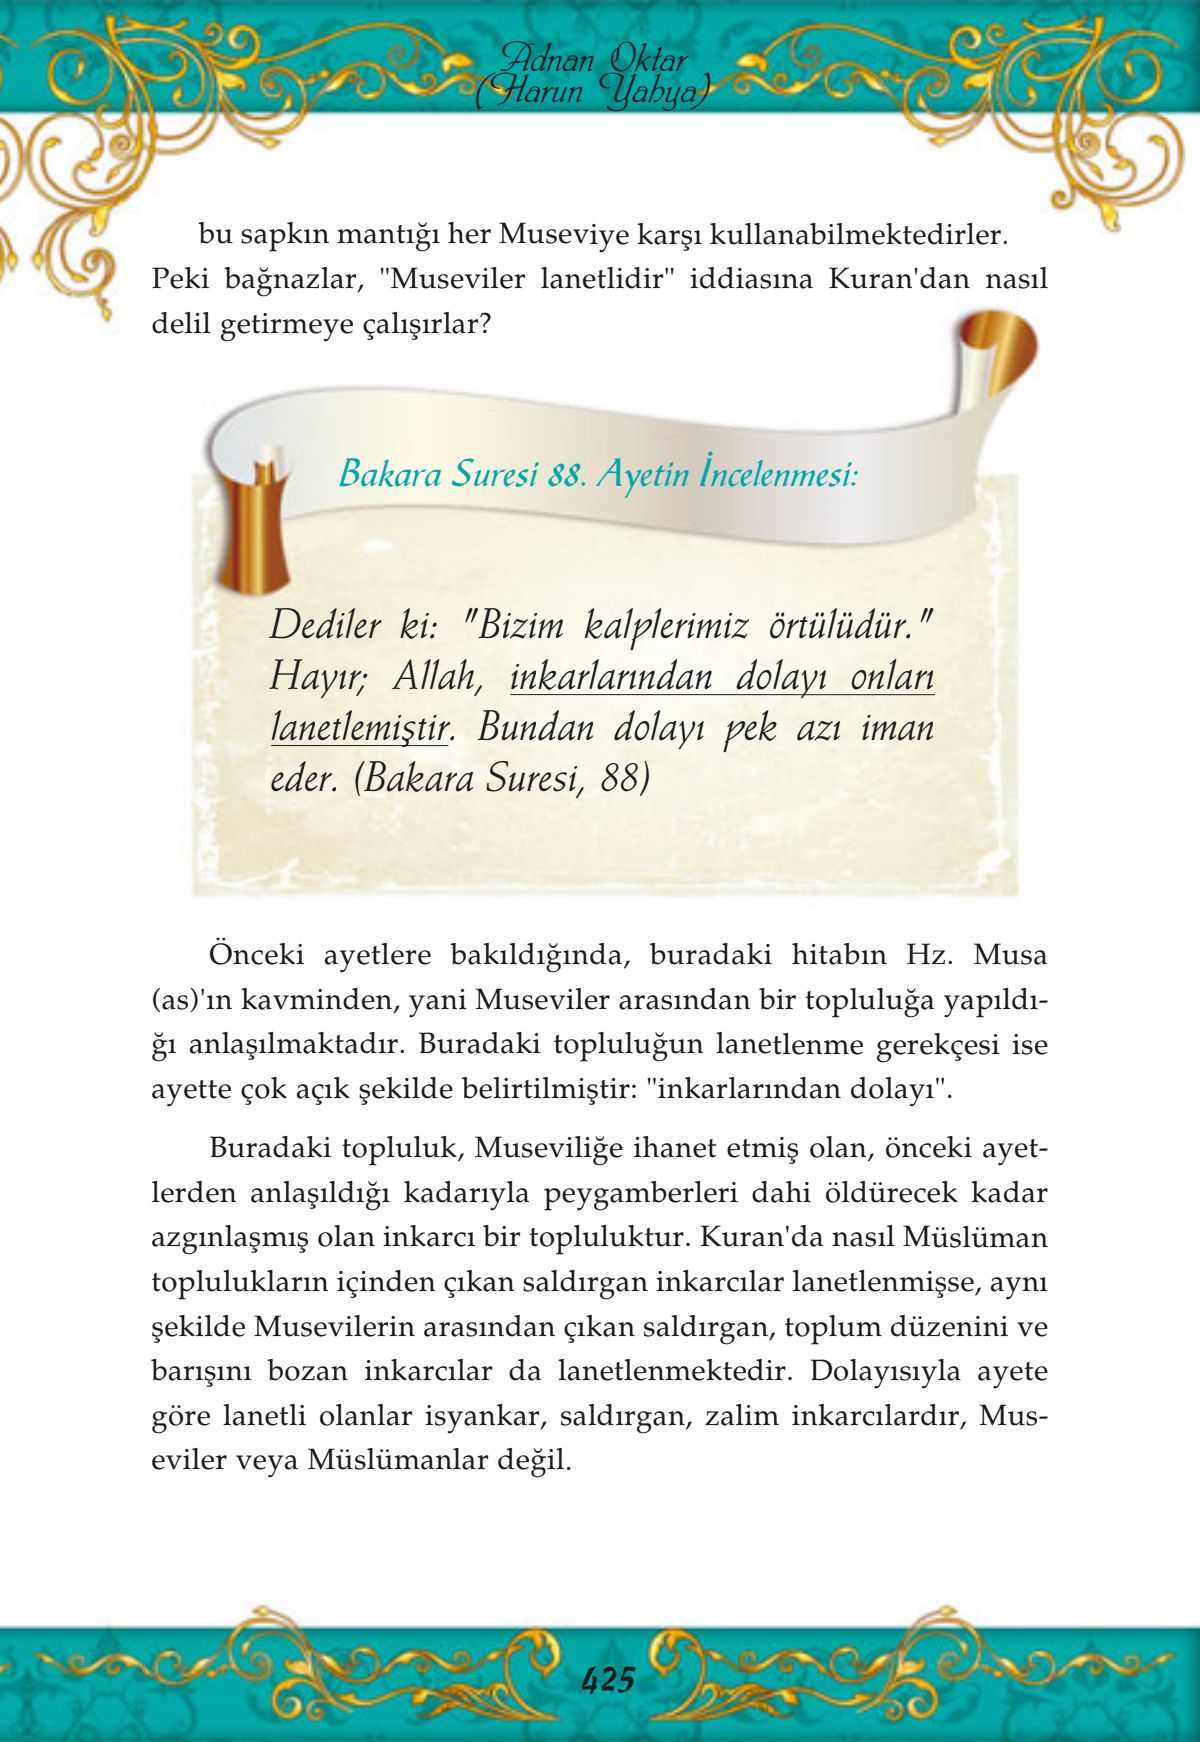 Adnan Oktar
(Harun Yahya)
bu sapkın mantığı her Museviye karşı kullanabilmektedirler.
Peki bağnazlar, "Museviler lanetlidir" iddiasına Kuran'dan nasıl
delil getirmeye çalışırlar?
Bakara Suresi 88. Ayetin İncelenmesi:
Dediler ki: "Bizim kalplerimiz örtülüdür."
Hayır; Allah, inkarlarından dolayı onları
lanetlemiştir. Bundan dolayı pek azı iman
eder. (Bakara Suresi, 88)
Önceki ayetlere bakıldığında, buradaki hitabın Hz. Musa
(as)'ın kavminden, yani Museviler arasından bir topluluğa yapıldı-
ğı anlaşılmaktadır. Buradaki topluluğun lanetlenme gerekçesi ise
ayette çok açık şekilde belirtilmiştir: "inkarlarından dolayı".
Buradaki topluluk, Museviliğe ihanet etmiş olan, önceki ayet-
lerden anlaşıldığı kadarıyla peygamberleri dahi öldürecek kadar
azgınlaşmış olan inkarcı bir topluluktur. Kuran'da nasıl Müslüman
toplulukların içinden çıkan saldırgan inkarcılar lanetlenmişse, aynı
şekilde Musevilerin arasından çıkan saldırgan, toplum düzenini ve
barışını bozan inkarcılar da lanetlenmektedir. Dolayısıyla ayete
göre lanetli olanlar isyankar, saldırgan, zalim inkarcılardır, Mus-
eviler veya Müslümanlar değil.
425